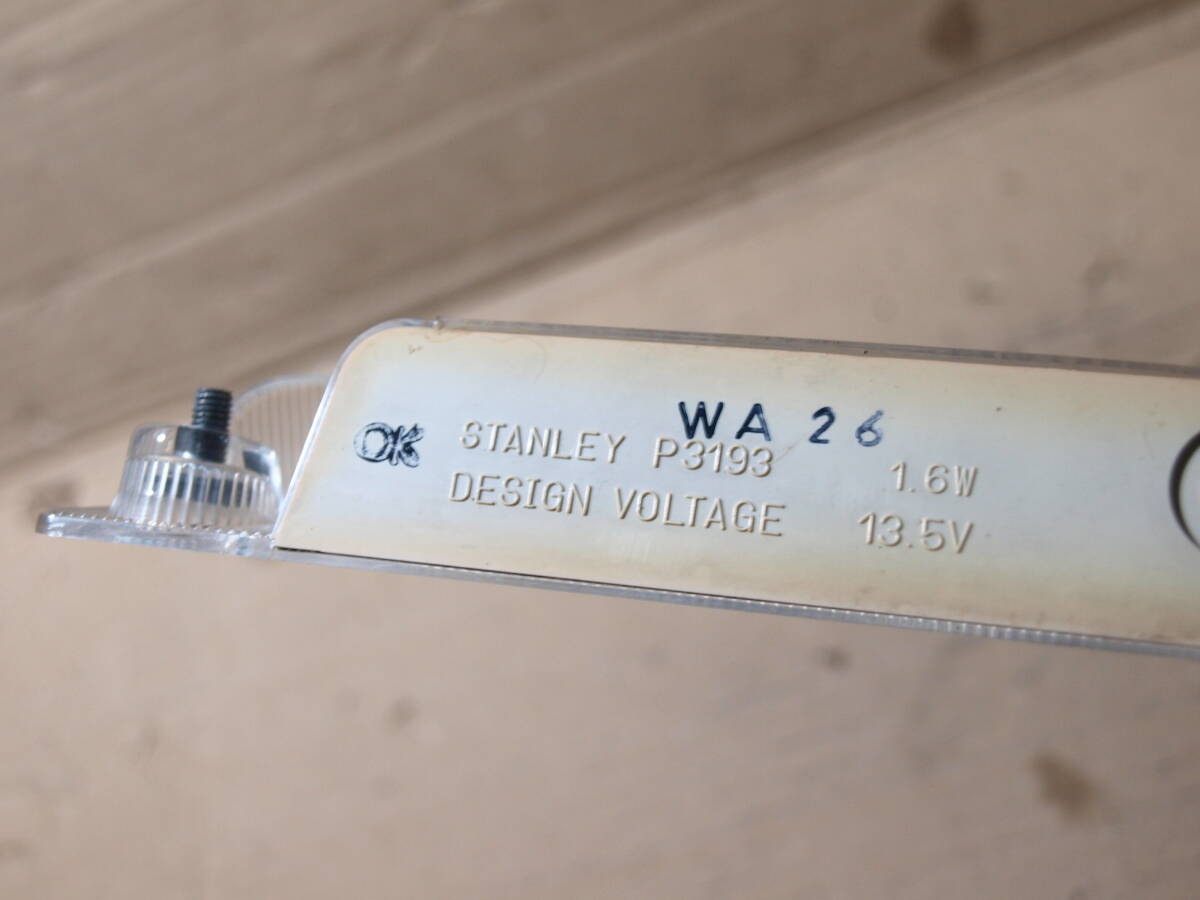 WA 26
OK STANLEY P3193 1.6W
DESIGN VOLTAGE 13.5V